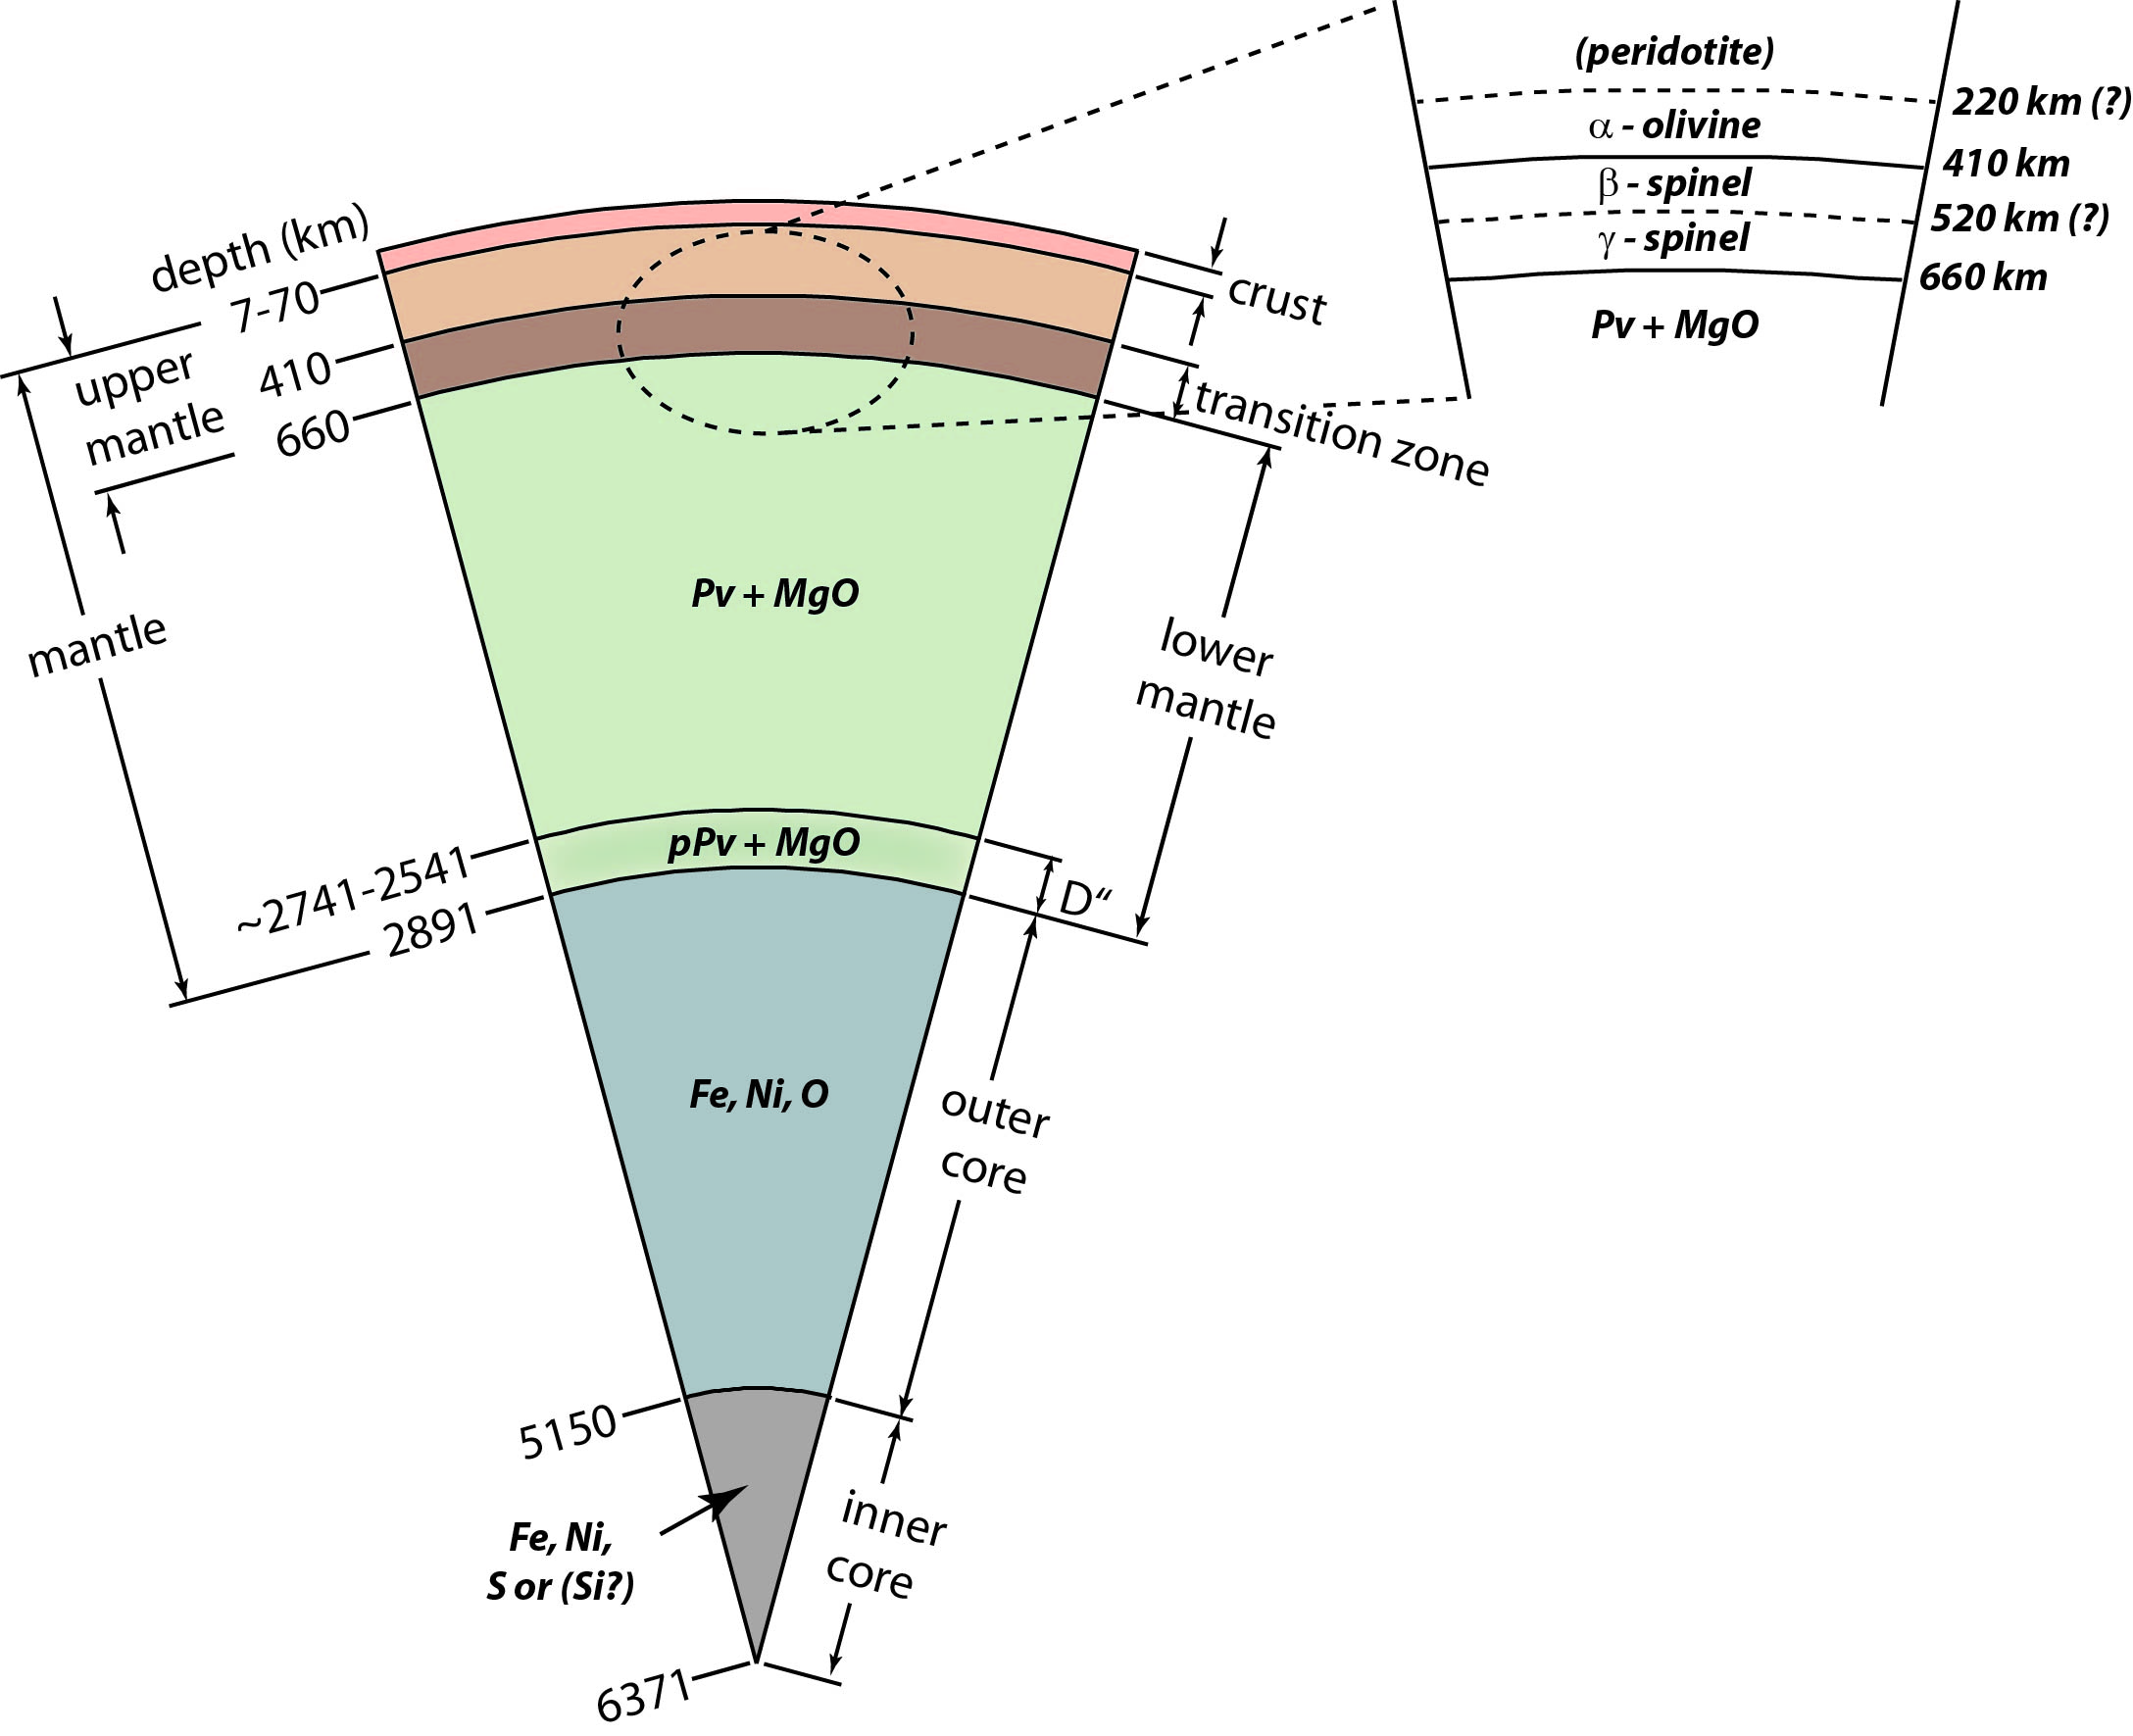 (peridotite)
220 km (?)
α - olivine
410 km
β - spinel
520 km (?)
γ - spinel
660 km
Pv + MgO
depth (km)
7-70
410
660
upper
mantle
mantle
crust
transition zone
Pv + MgO
lower
mantle
pPv + MgO
~2741-2541
2891
D“
Fe, Ni, O
outer
core
5150
Fe, Ni,
S or (Si?)
inner
core
6371